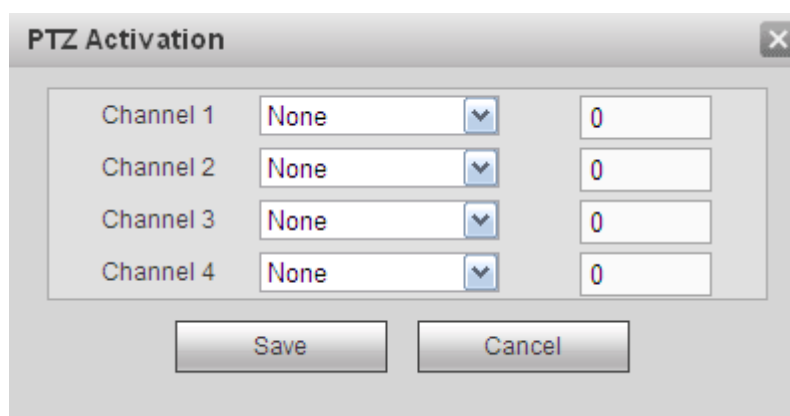 PTZ Activation
Channel 1 None 0
Channel 2 None 0
Channel 3 None 0
Channel 4 None 0
Save Cancel